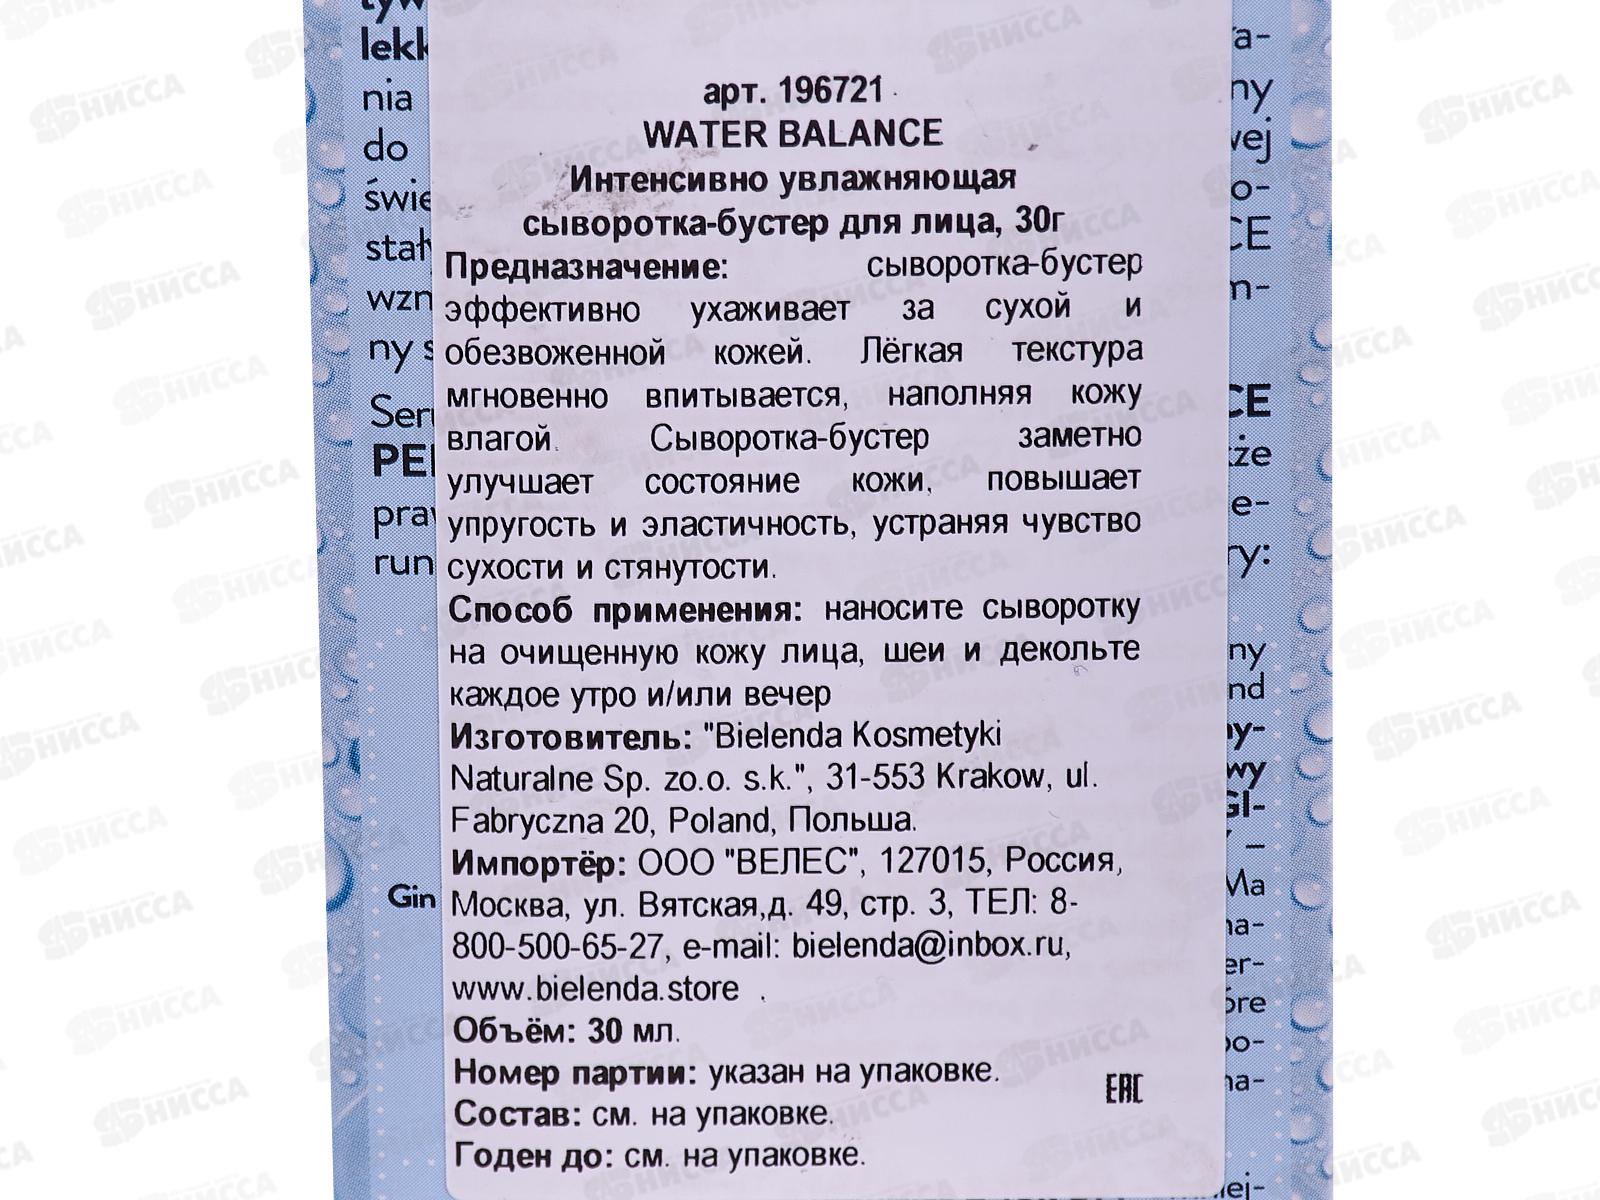 арт. 196721
WATER BALANCE
Интенсивно увлажняющая
сыворотка-бустер для лица, 30г
Предназначение: сыворотка-бустер
эффективно ухаживает за сухой и
обезвоженной кожей. Лёгкая текстура
мгновенно впитывается, наполняя кожу
влагой. Сыворотка-бустер заметно
улучшает состояние кожи, повышает
упругость и эластичность, устраняя чувство
сухости и стянутости.
Способ применения: наносите сыворотку
на очищенную кожу лица, шеи и декольте
каждое утро и/или вечер
Изготовитель: "Bielenda Kosmetyki
Naturalne Sp. zo.o. s.k.", 31-553 Krakow, ul.
Fabryczna 20, Poland, Польша.
Импортёр: ООО "ВЕЛЕС", 127015, Россия,
Москва, ул. Вятская,д. 49, стр. 3, ТЕЛ: 8-
800-500-65-27, e-mail: bielenda@inbox.ru,
www.bielenda.store .
Объём: 30 мл.
Номер партии: указан на упаковке.
Состав: см. на упаковке.
Годен до: см. на упаковке.
EAC
nia
do
НИССА